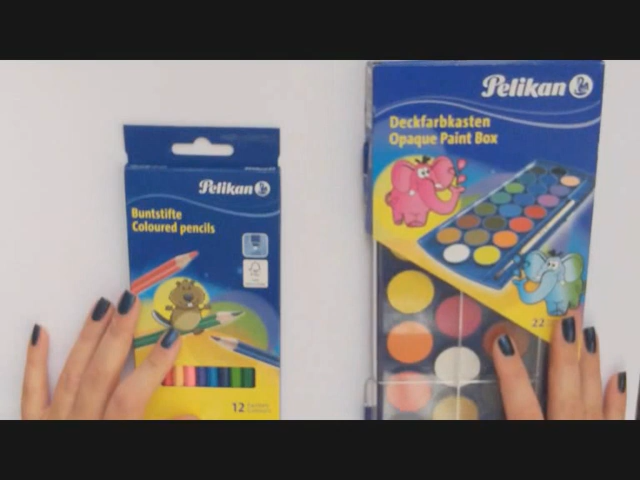 Pelikan
Buntstifte
Coloured pencils
12
Pelikan
Deckfarbkasten
Opaque Paint Box
22